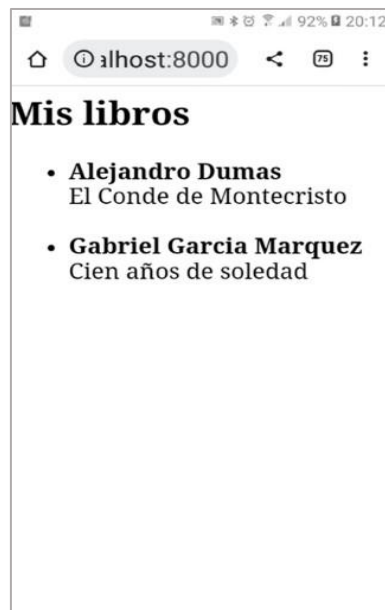 92% 20:12
alhost:8000
75
Mis libros
• Alejandro Dumas
El Conde de Montecristo
• Gabriel Garcia Marquez
Cien años de soledad